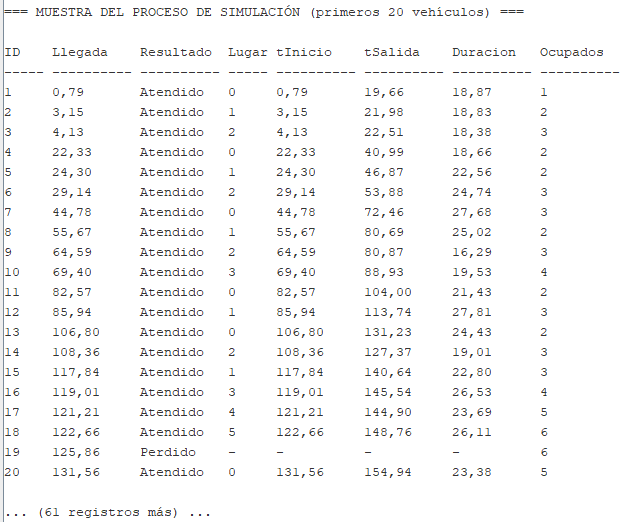 === MUESTRA DEL PROCESO DE SIMULACIÓN (primeros 20 vehículos) ===
ID Llegada Resultado Lugar tInicio tSalida Duracion Ocupados
----- ---------- --------- ----- ---------- ---------- ---------- ----------
1 0,79 Atendido 0 0,79 19,66 18,87 1
2 3,15 Atendido 1 3,15 21,98 18,83 2
3 4,13 Atendido 2 4,13 22,51 18,38 3
4 22,33 Atendido 0 22,33 40,99 18,66 2
5 24,30 Atendido 1 24,30 46,87 22,56 2
6 29,14 Atendido 2 29,14 53,88 24,74 3
7 44,78 Atendido 0 44,78 72,46 27,68 3
8 55,67 Atendido 1 55,67 80,69 25,02 2
9 64,59 Atendido 2 64,59 80,87 16,29 3
10 69,40 Atendido 3 69,40 88,93 19,53 4
11 82,57 Atendido 0 82,57 104,00 21,43 2
12 85,94 Atendido 1 85,94 113,74 27,81 3
13 106,80 Atendido 0 106,80 131,23 24,43 2
14 108,36 Atendido 2 108,36 127,37 19,01 3
15 117,84 Atendido 1 117,84 140,64 22,80 3
16 119,01 Atendido 3 119,01 145,54 26,53 4
17 121,21 Atendido 4 121,21 144,90 23,69 5
18 122,66 Atendido 5 122,66 148,76 26,11 6
19 125,86 Perdido - - - - 6
20 131,56 Atendido 0 131,56 154,94 23,38 5
... (61 registros más) ...